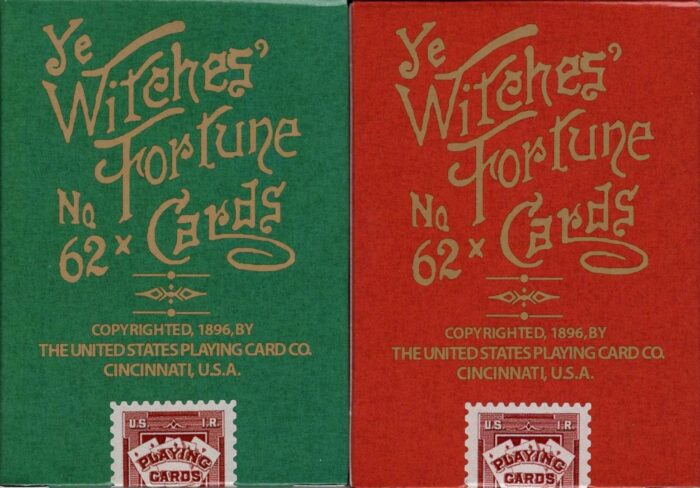 Ye
Witches'
Fortune
No Cards
62x
COPYRIGHTED, 1896, BY
THE UNITED STATES PLAYING CARD CO.
CINCINNATI, U.S.A.
U.S. I.R.
PLAYING
CARDS
Ye
Witches'
Fortune
No Cards
62x
COPYRIGHTED, 1896, BY
THE UNITED STATES PLAYING CARD CO.
CINCINNATI, U.S.A.
U.S. I.R.
PLAYING
CARDS